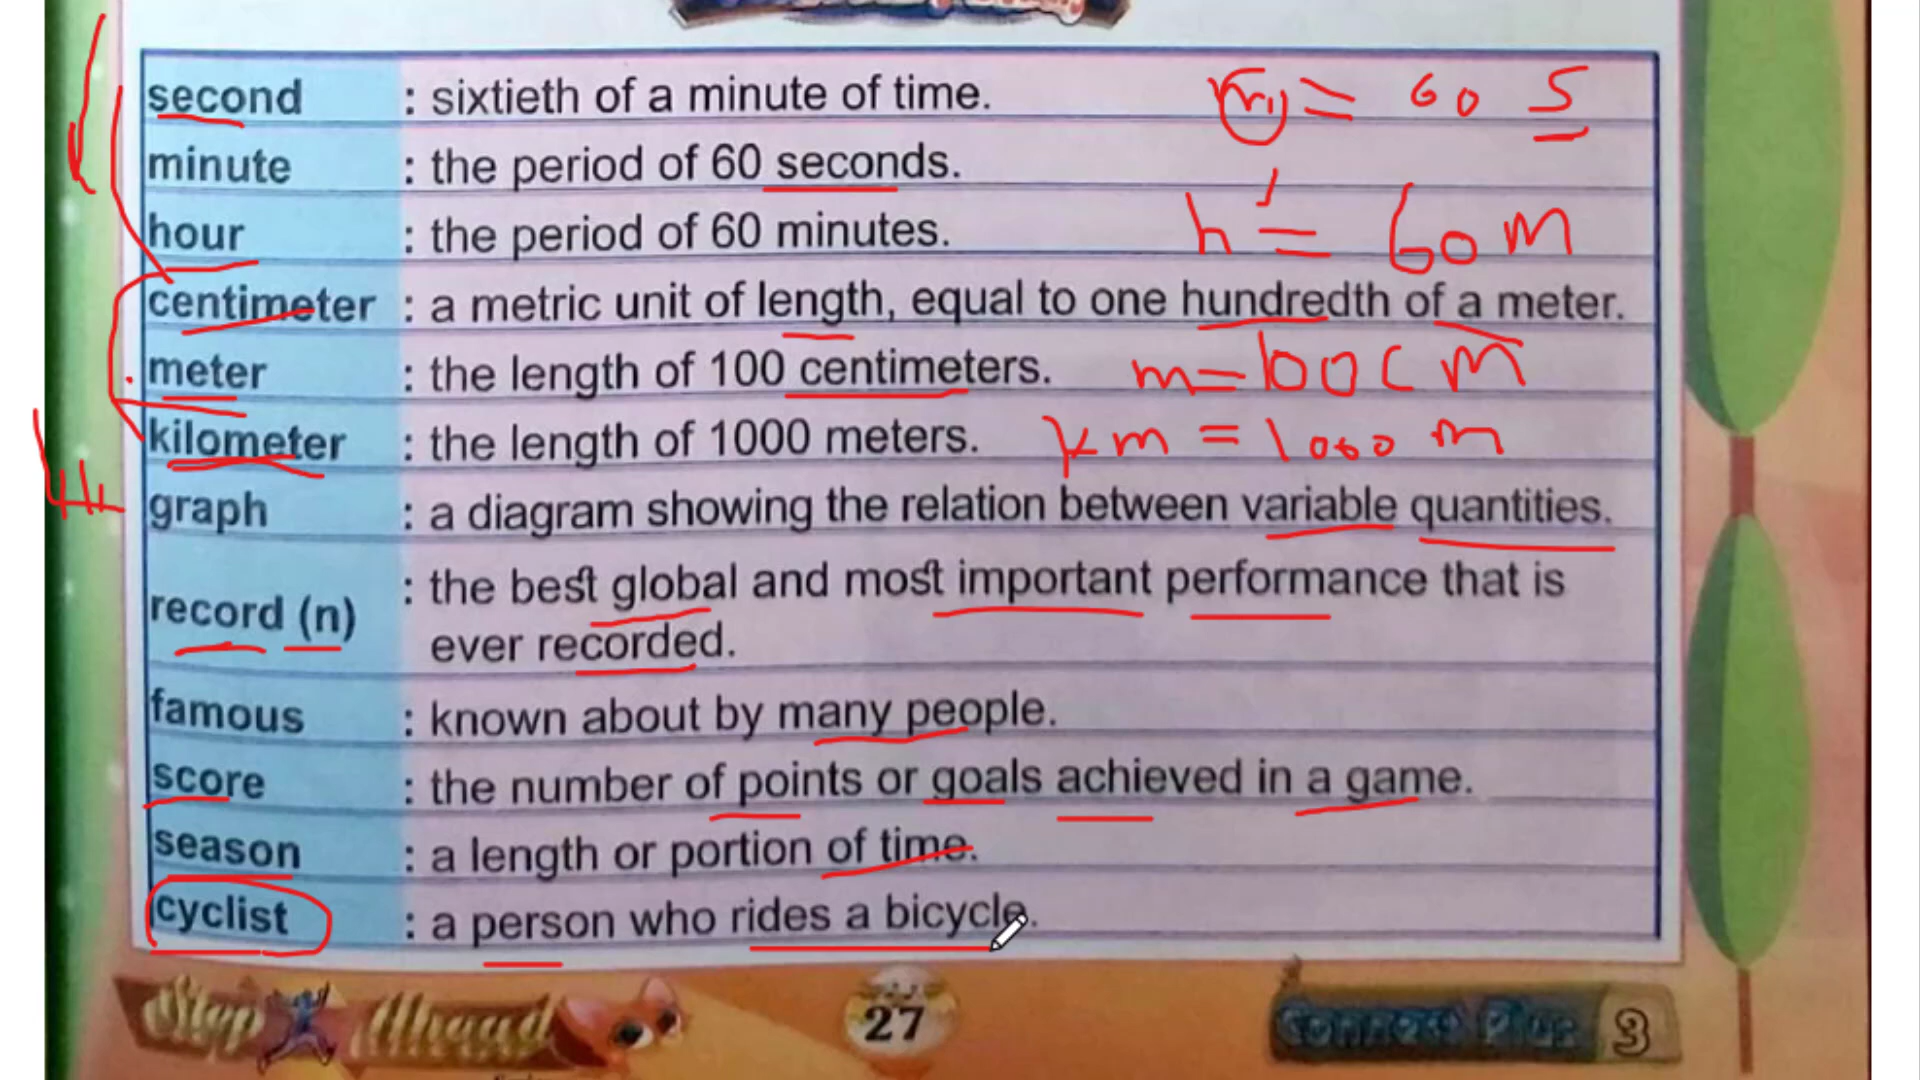 second : sixtieth of a minute of time. m = 60 S
minute : the period of 60 seconds.
hour : the period of 60 minutes. h = 60 m
centimeter : a metric unit of length, equal to one hundredth of a meter.
meter : the length of 100 centimeters. m = 100 C m
kilometer : the length of 1000 meters. km = 1000 m
graph : a diagram showing the relation between variable quantities.
record (n) : the best global and most important performance that is
ever recorded.
famous : known about by many people.
score : the number of points or goals achieved in a game.
season : a length or portion of time.
cyclist : a person who rides a bicycle.
Step Ahead 27 Connect Plus 3